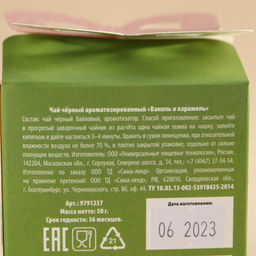 Чай чёрный ароматизированный «Ваниль и карамель»
Состав: чай чёрный байховый, ароматизатор. Способ приготовления: засыпьте чай
в прогретый заварочный чайник из расчёта одна чайная ложка на чашку, залейте
кипятком и дайте настояться 3–4 минуты. Хранить в сухом помещении, при относительной
влажности воздуха не более 70 %, в плотно закрытой упаковке, отдельно от сильно
пахнущих веществ. Изготовитель: ООО «Универсальные пищевые технологии», Россия,
142204, Московская обл., г. Серпухов, Северное шоссе, д. 14, тел.: +7 (4967) 37-54-54.
Изготовлено по заказу ООО ТД «Сима-ленд». Организация, уполномоченная
на принятие претензий: ООО ТД «Сима-ленд», РФ, 620010, Свердловская обл.,
г. Екатеринбург, ул. Черняховского, стр. 86, оф. ТУ 10.83.13-002-53910435-2014
Арт.: 9791237
Масса нетто: 50 г.
Срок годности: 36 месяцев.
Дата изготовления:
06 2023
ЕАС
21